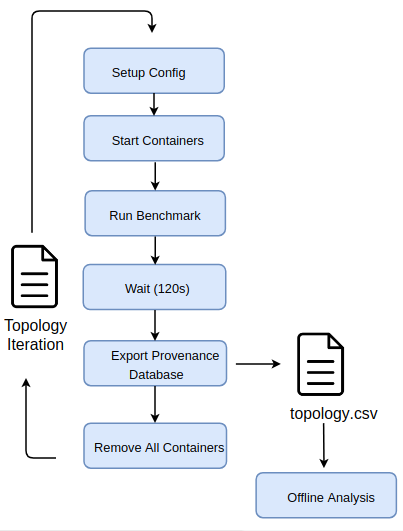 Setup Config
Start Containers
Run Benchmark
Wait (120s)
Topology
Iteration
Export Provenance
Database
topology.csv
Remove All Containers
Offline Analysis